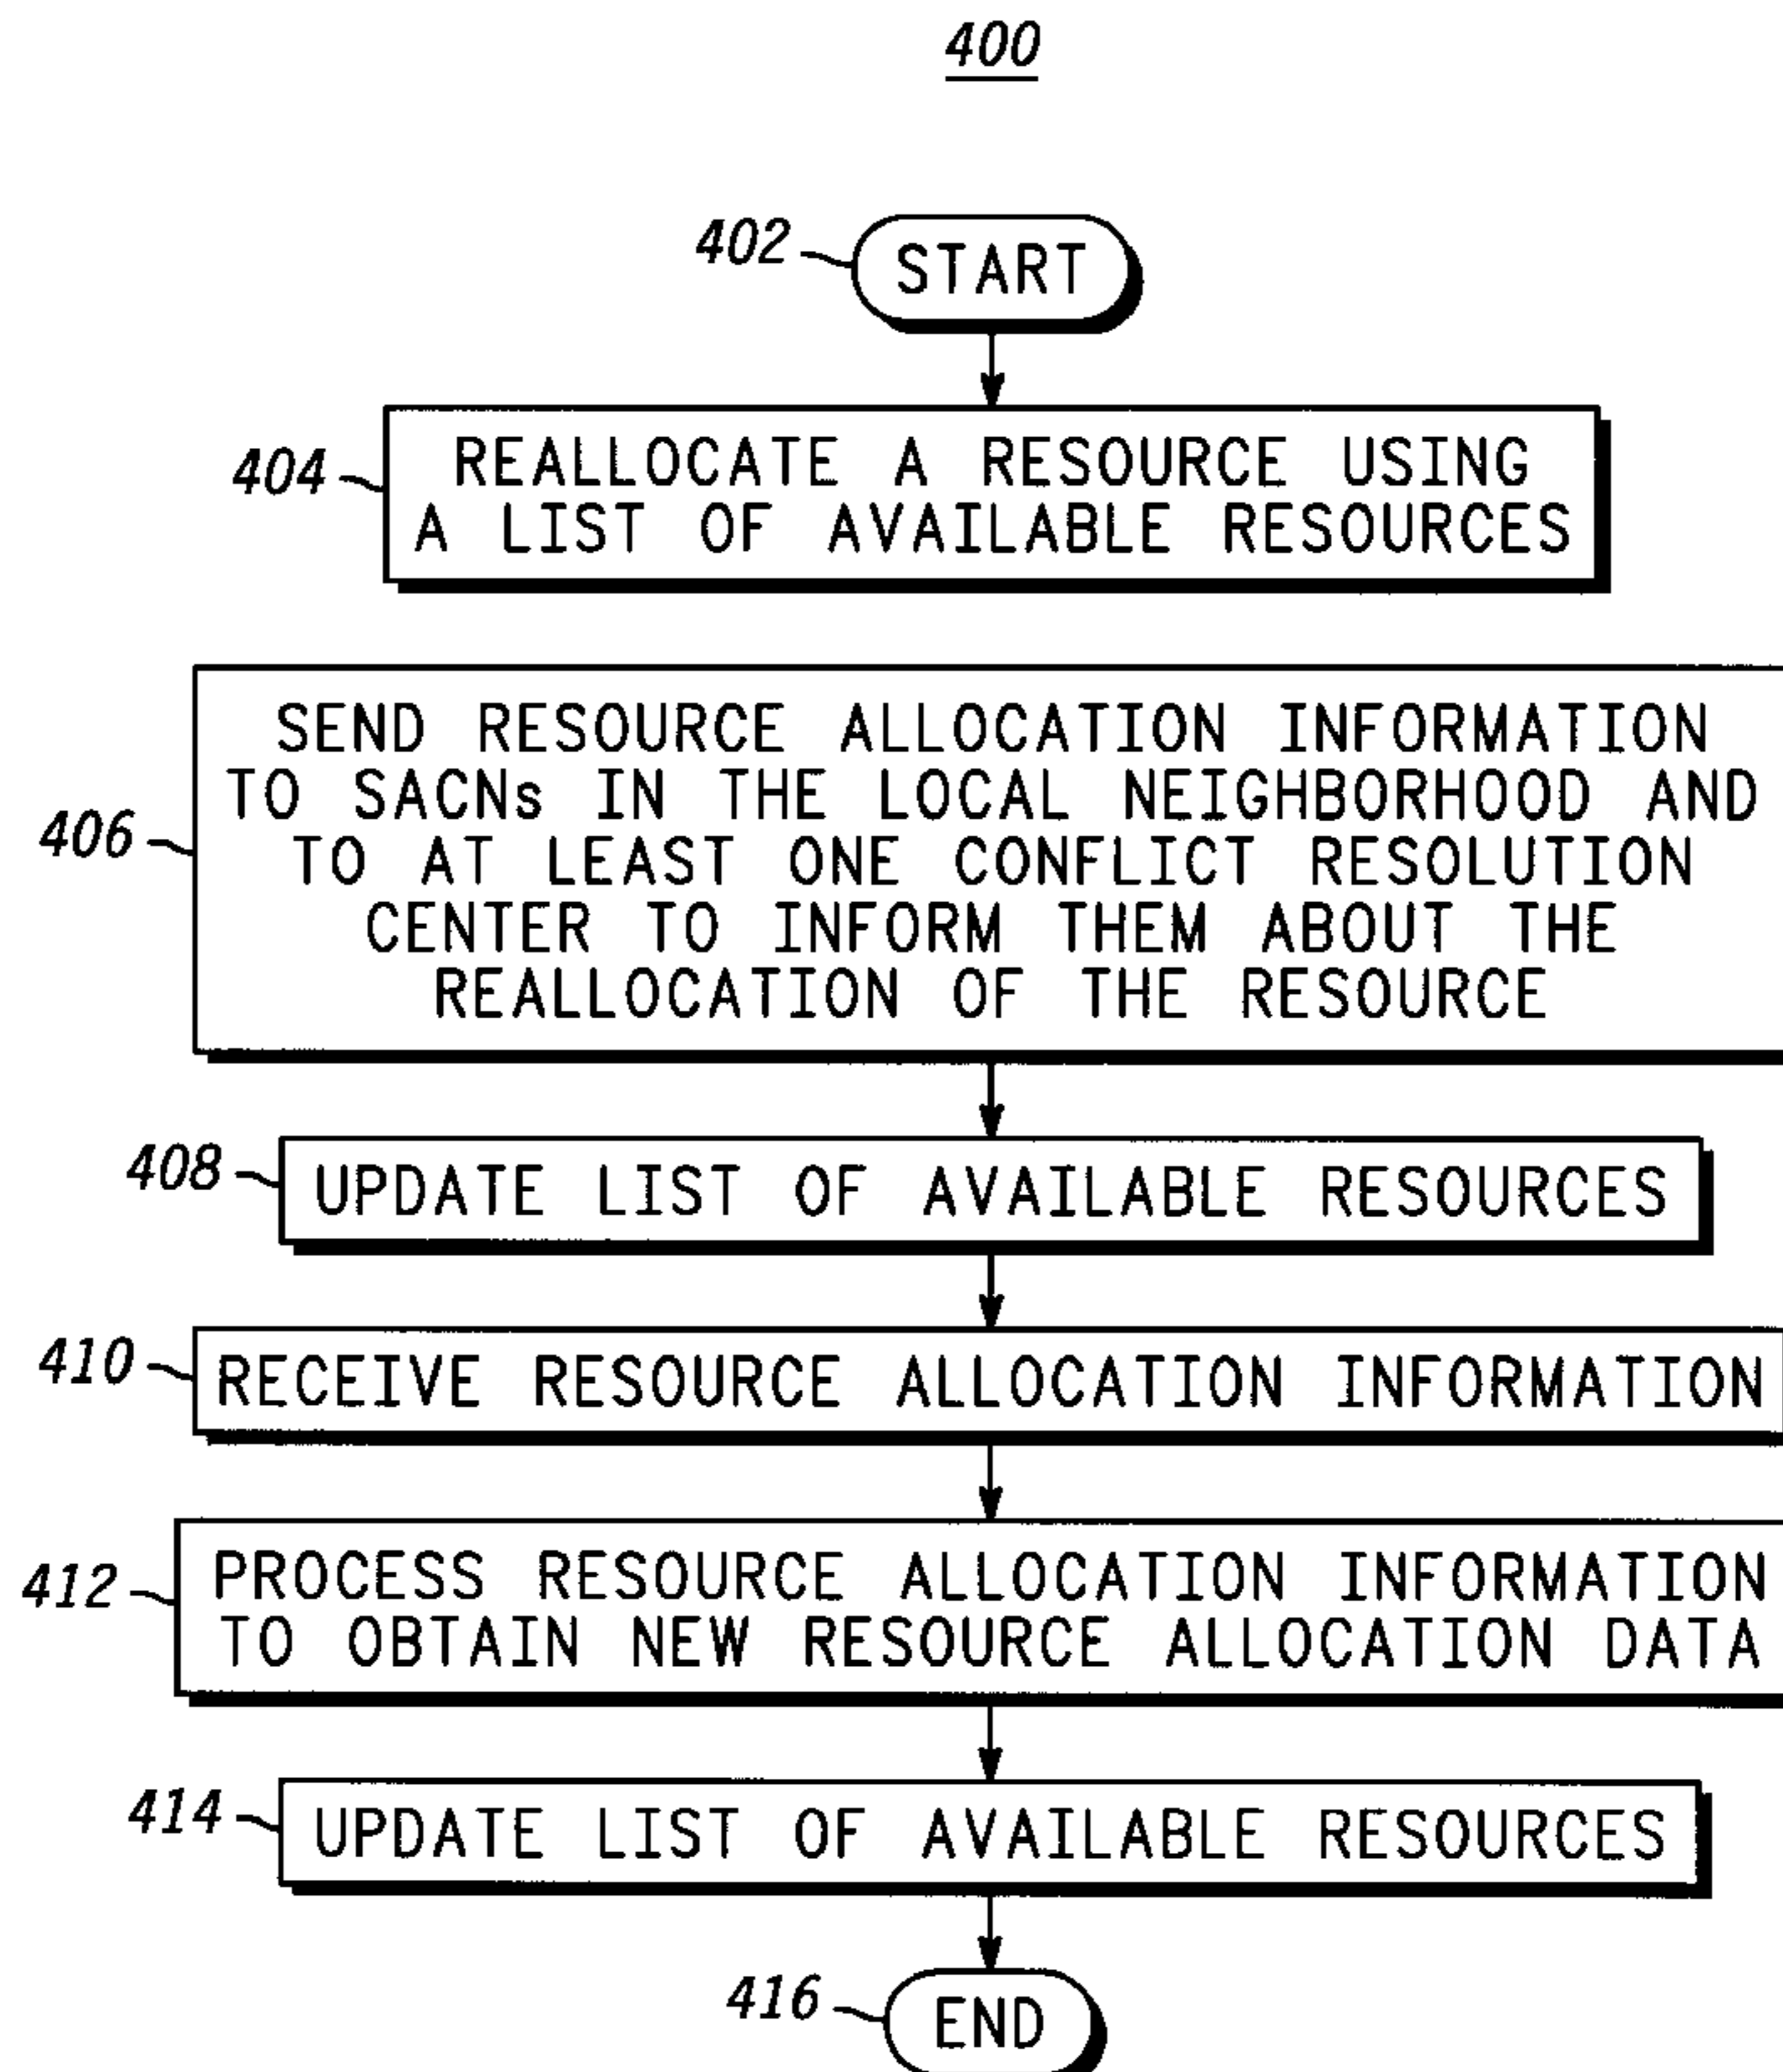 400
402
START
404
REALLOCATE A RESOURCE USING
A LIST OF AVAILABLE RESOURCES
406
SEND RESOURCE ALLOCATION INFORMATION
TO SACNs IN THE LOCAL NEIGHBORHOOD AND
TO AT LEAST ONE CONFLICT RESOLUTION
CENTER TO INFORM THEM ABOUT THE
REALLOCATION OF THE RESOURCE
408
UPDATE LIST OF AVAILABLE RESOURCES
410
RECEIVE RESOURCE ALLOCATION INFORMATION
412
PROCESS RESOURCE ALLOCATION INFORMATION
TO OBTAIN NEW RESOURCE ALLOCATION DATA
414
UPDATE LIST OF AVAILABLE RESOURCES
416
END